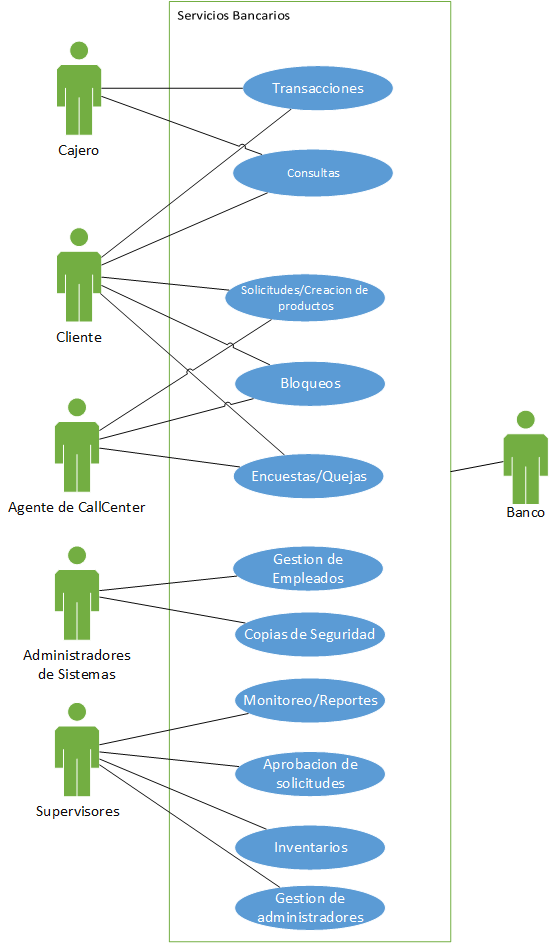 Servicios Bancarios
Transacciones
Cajero
Consultas
Solicitudes/Creacion de
productos
Cliente
Bloqueos
Encuestas/Quejas
Agente de CallCenter
Banco
Gestion de
Empleados
Copias de Seguridad
Administradores
de Sistemas
Monitoreo/Reportes
Aprobacion de
solicitudes
Supervisores
Inventarios
Gestion de
administradores